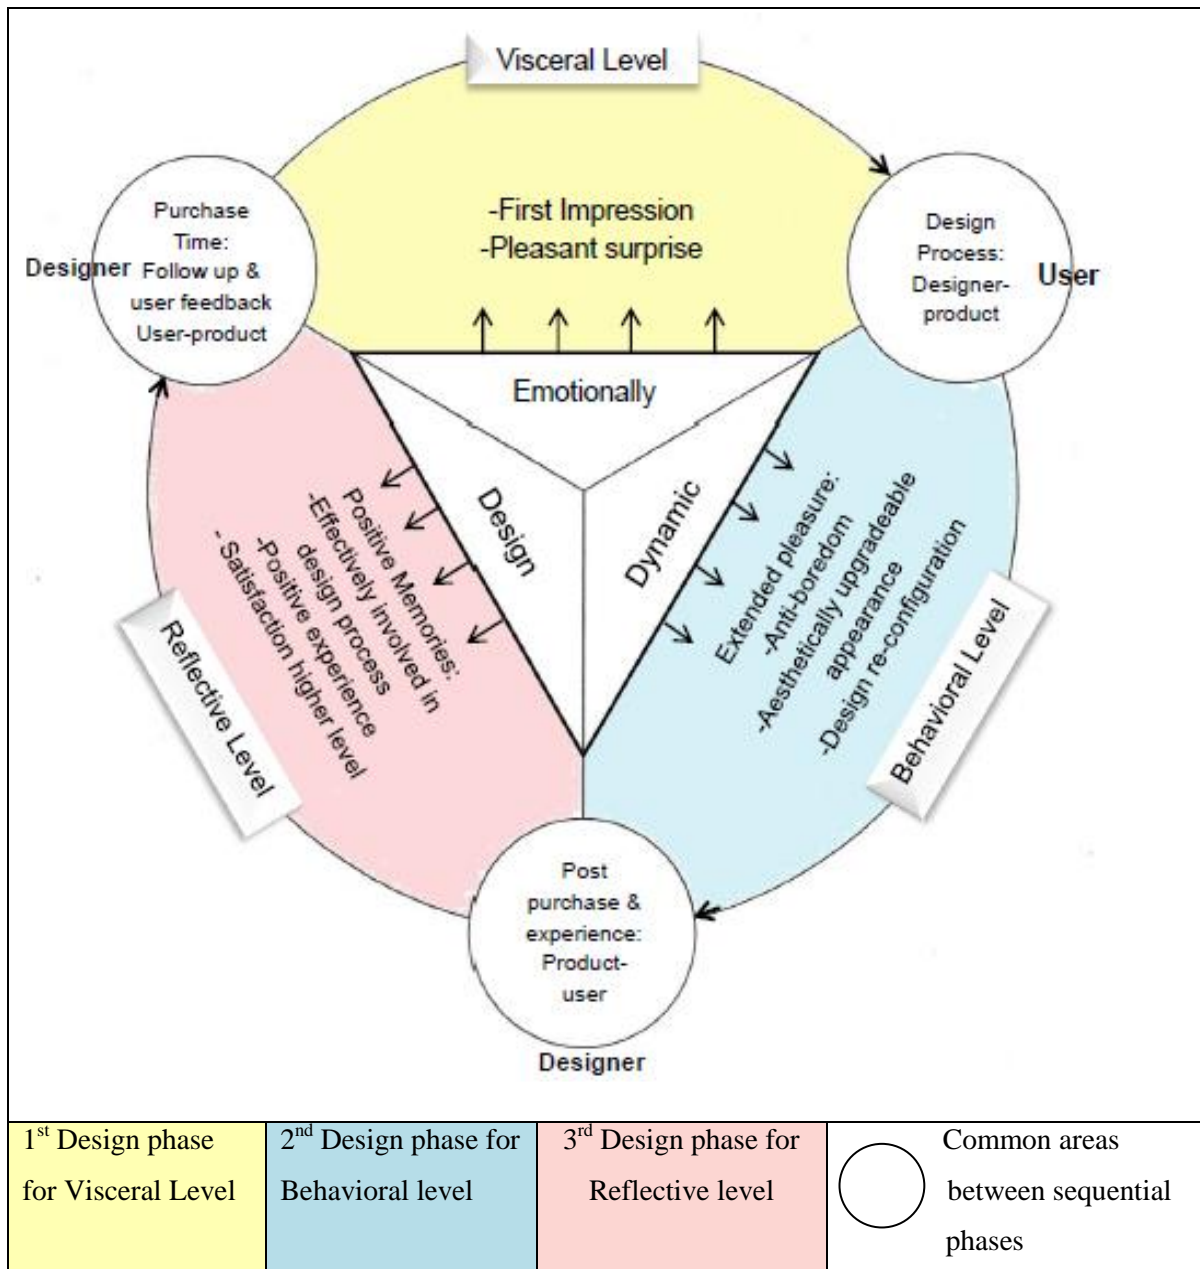 Visceral Level
-First Impression
-Pleasant surprise
Purchase
Time:
Follow up &
user feedback
User-product
Designer
Design
Process:
Designer-
product
User
Emotionally
Design
Dynamic
Positive Memories:
-Effectively involved in
design process
-Positive experience
- Satisfaction higher level
Extended pleasure:
-Anti-boredom
-Aesthetically upgradeable
appearance
-Design re-configuration
Reflective Level
Behavioral Level
Post
purchase &
experience:
Product-
user
Designer
1st Design phase
for Visceral Level
2nd Design phase for
Behavioral level
3rd Design phase for
Reflective level
Common areas
between sequential
phases